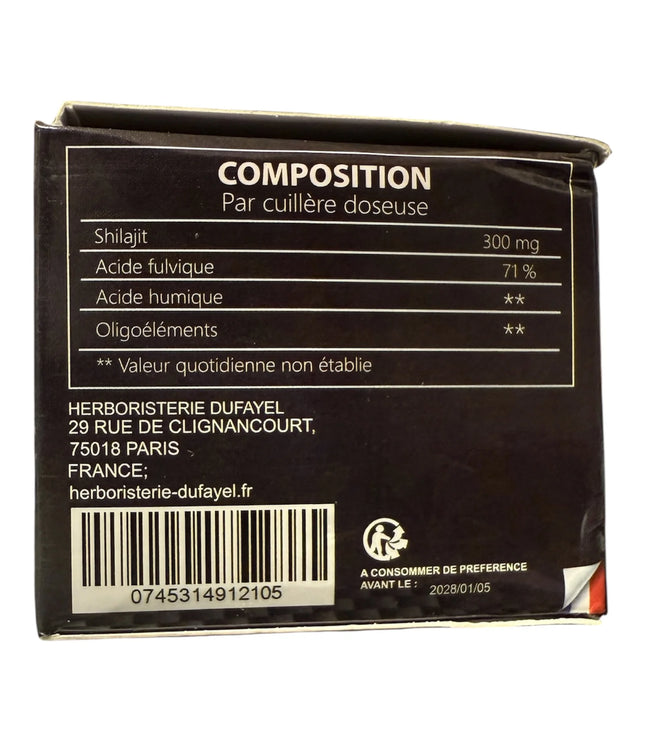 COMPOSITION
Par cuillère doseuse
Shilajit 300 mg
Acide fulvique 71 %
Acide humique **
Oligoéléments **
** Valeur quotidienne non établie
HERBORISTERIE DUFAYEL
29 RUE DE CLIGNANCOURT,
75018 PARIS
FRANCE;
herboristerie-dufayel.fr
0745314912105
A CONSOMMER DE PREFERENCE
AVANT LE : 2028/01/05